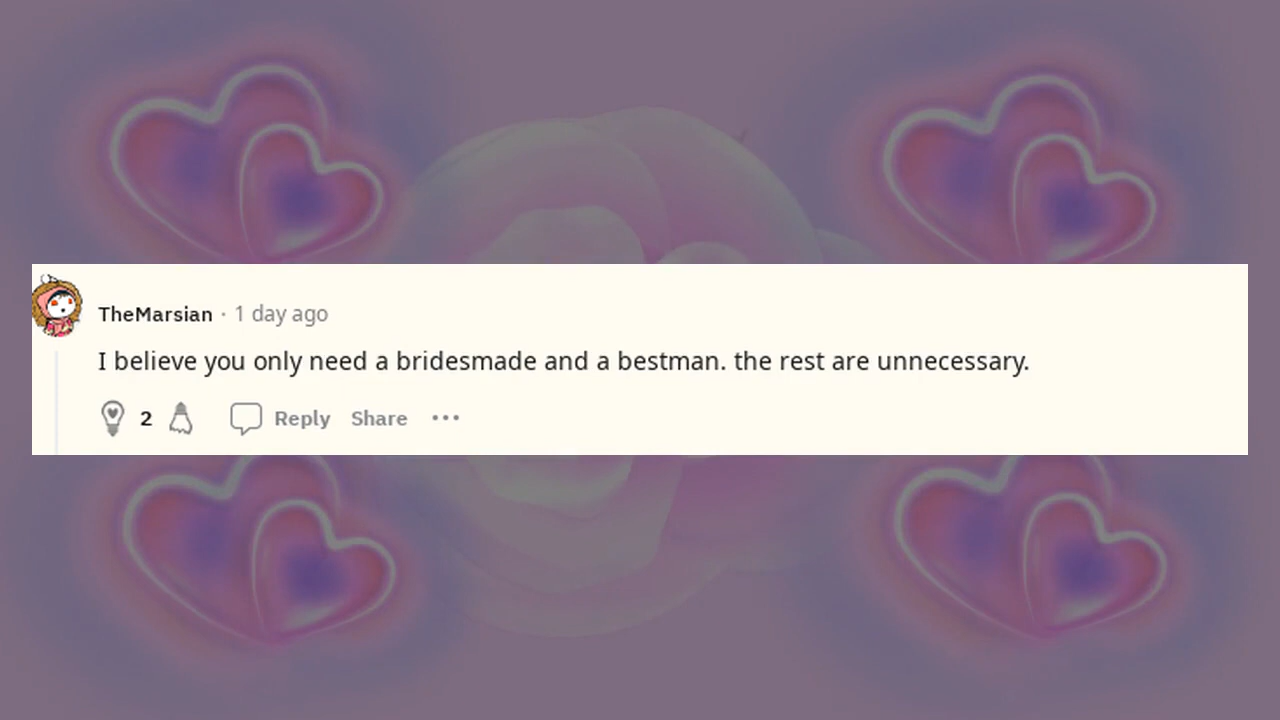 TheMarsian · 1 day ago
I believe you only need a bridesmade and a bestman. the rest are unnecessary.
2 Reply Share ···